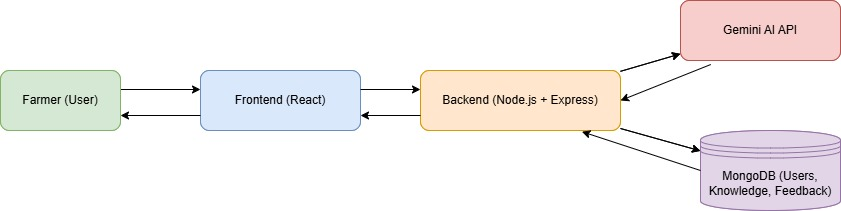 Gemini AI API
Farmer (User)
Frontend (React)
Backend (Node.js + Express)
MongoDB (Users,
Knowledge, Feedback)